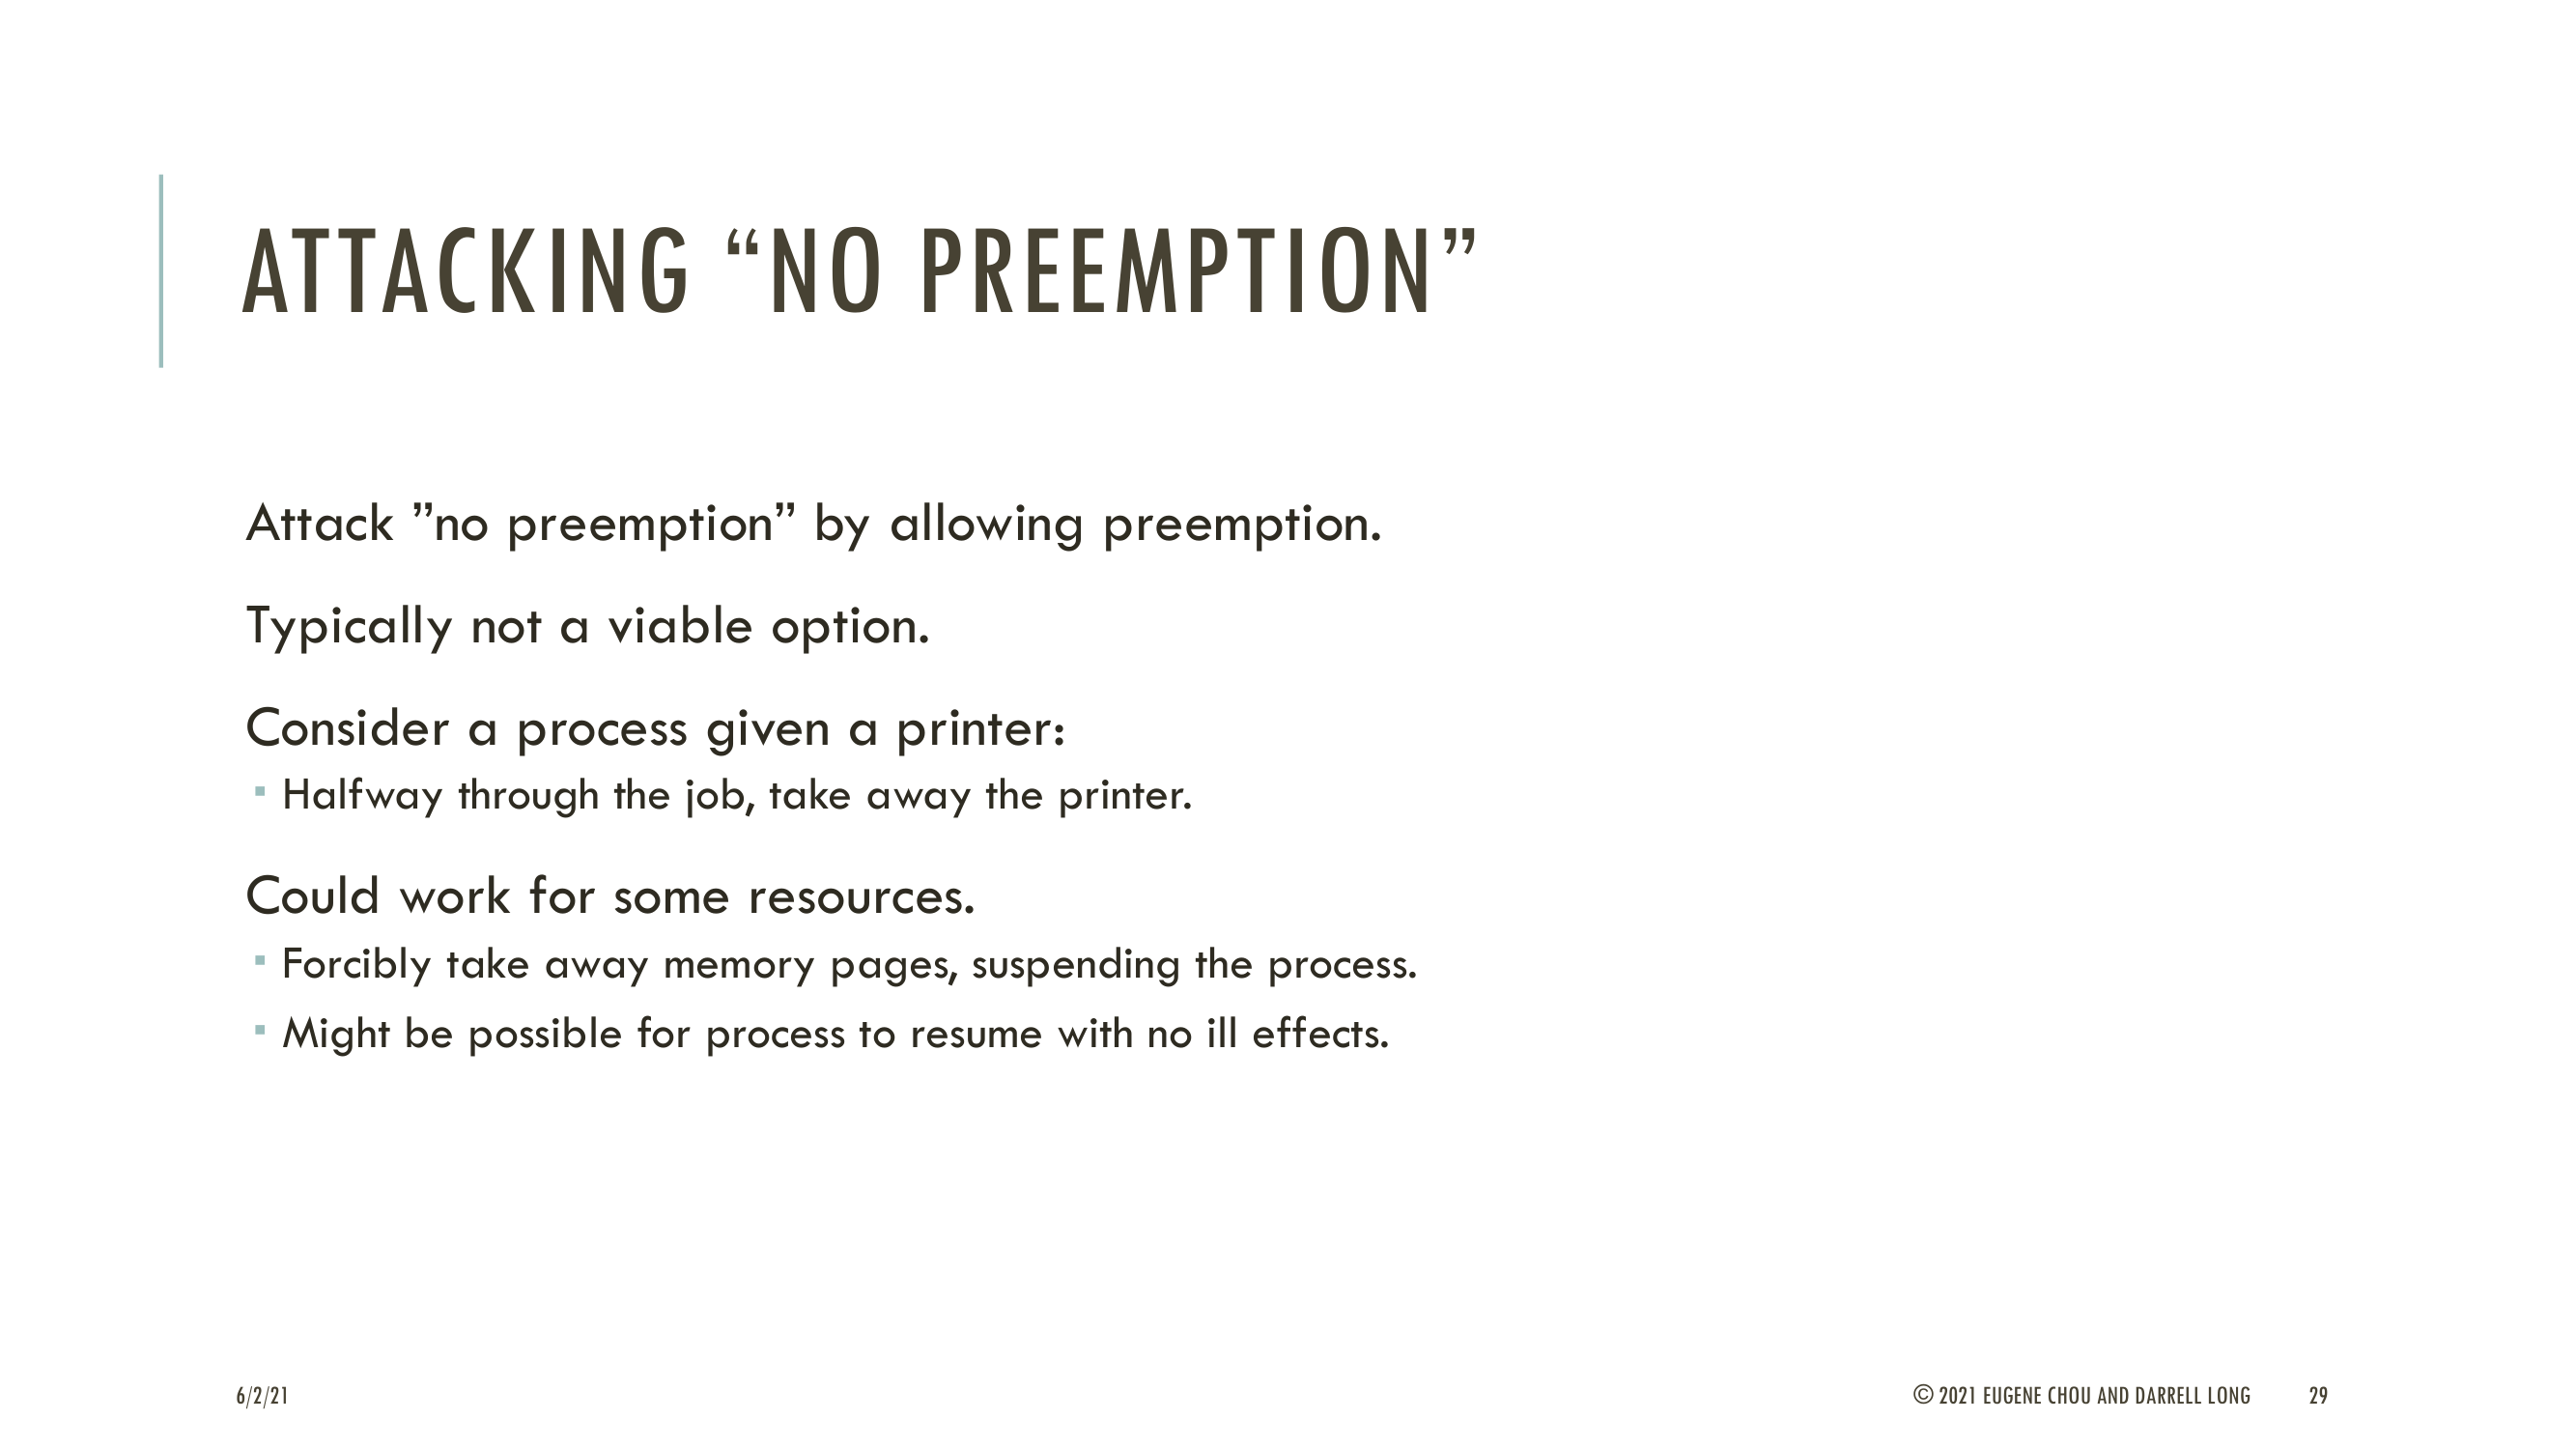 ATTACKING “NO PREEMPTION”
Attack ”no preemption” by allowing preemption.
Typically not a viable option.
Consider a process given a printer:
▪ Halfway through the job, take away the printer.
Could work for some resources.
▪ Forcibly take away memory pages, suspending the process.
▪ Might be possible for process to resume with no ill effects.
6/2/21
© 2021 EUGENE CHOU AND DARRELL LONG
29